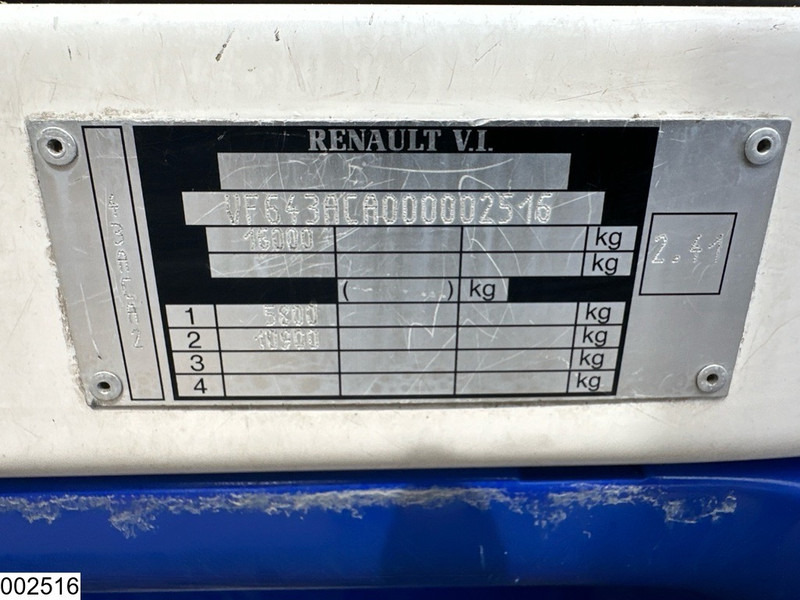 RENAULT V.I.
VF643ACA000002516
16000 kg
kg
( ) kg
1 5800 kg
2 10900 kg
3 kg
4 kg
2.41
002516